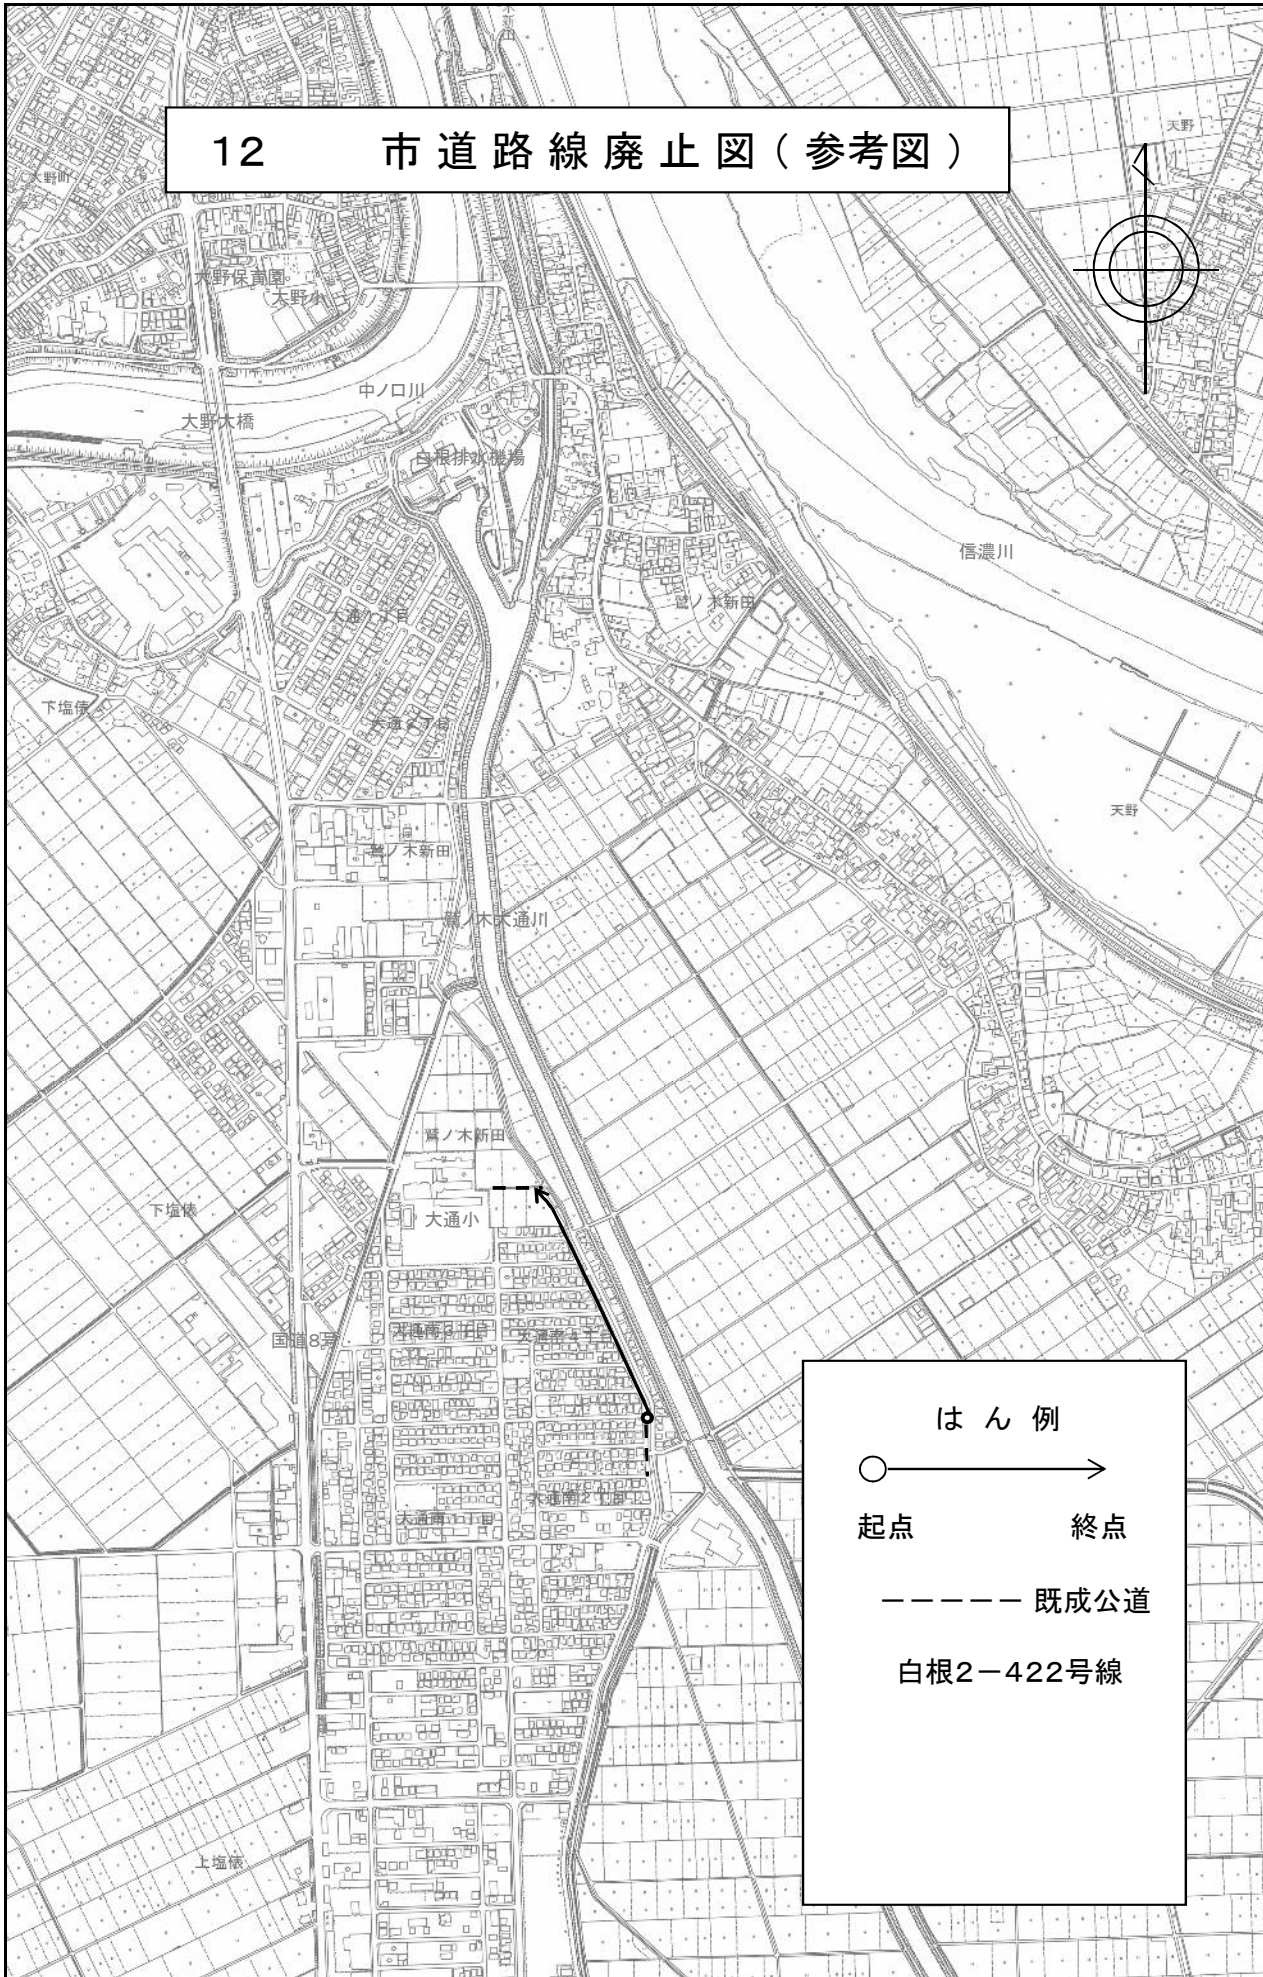 12 市道路線廃止図(参考図)
天野
大野町
大野保育園
大野小
中ノ口川
大野大橋
白根排水機場
信濃川
大通1丁目
鷲ノ木新田
下塩俵
大通2丁目
天野
鷲ノ木新田
鷲ノ木大通川
鷲ノ木新田
下塩俵
大通小
国道8号
大通南3丁目
大通南4丁目
大通南2丁目
大通南1丁目
上塩俵
はん例
起点 終点
既成公道
白根2-422号線